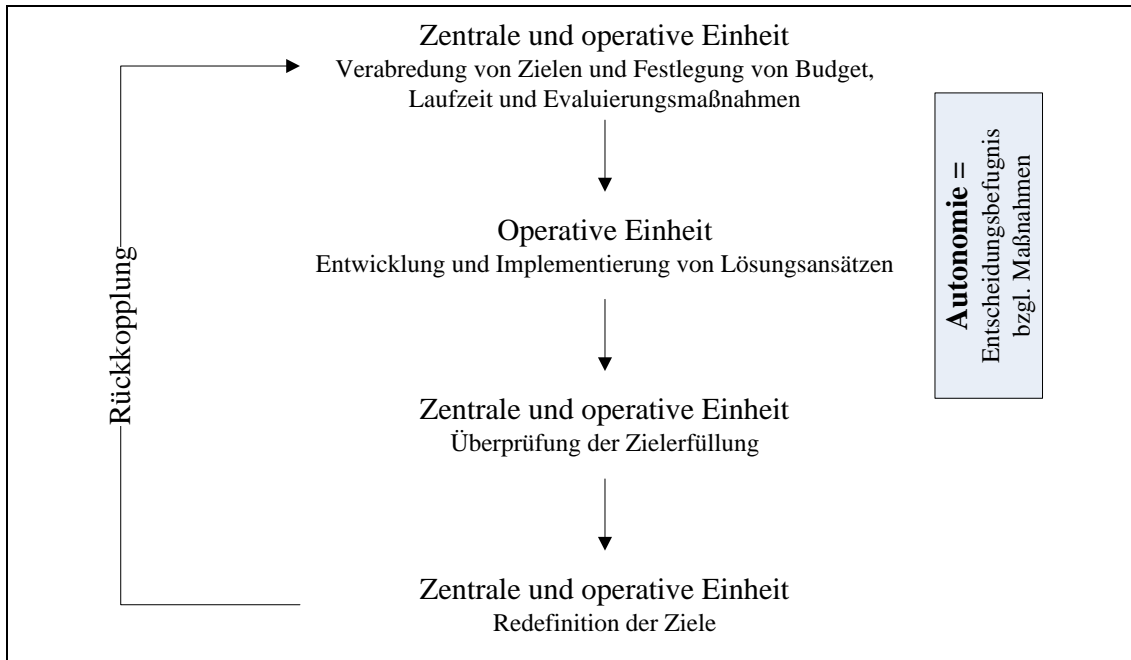 Zentrale und operative Einheit
Verabredung von Zielen und Festlegung von Budget,
Laufzeit und Evaluierungsmaßnahmen
Operative Einheit
Entwicklung und Implementierung von Lösungsansätzen
Zentrale und operative Einheit
Überprüfung der Zielerfüllung
Zentrale und operative Einheit
Redefinition der Ziele
Rückkopplung
Autonomie =
Entscheidungsbefugnis
bzgl. Maßnahmen